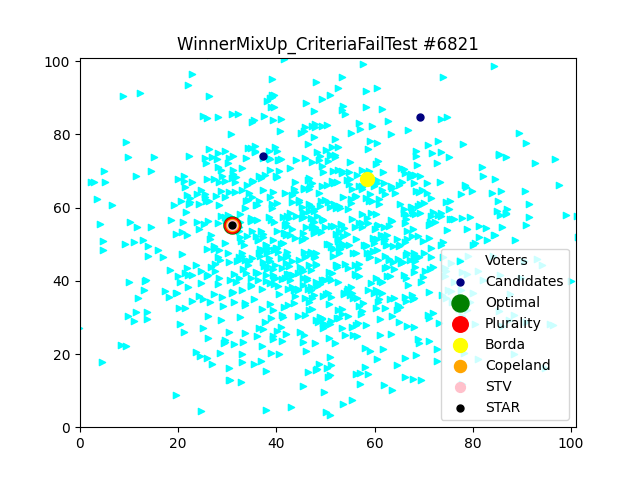 WinnerMixUp_CriteriaFailTest #6821
100
80
60
40
20
0
0
20
40
60
80
100
Voters
Candidates
Optimal
Plurality
Borda
Copeland
STV
STAR